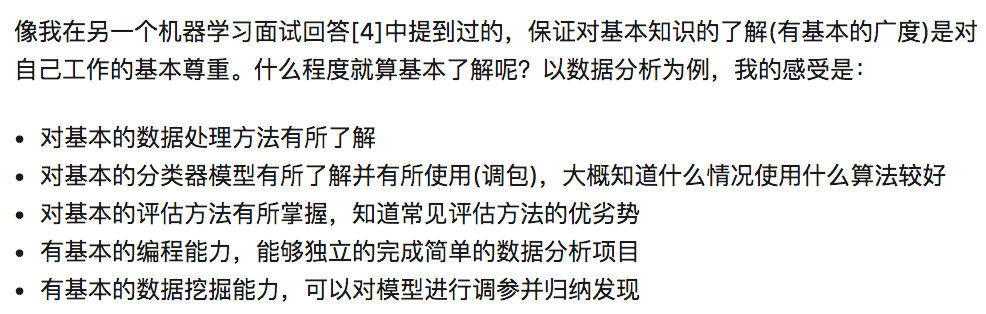 像我在另一个机器学习面试回答[4]中提到过的，保证对基本知识的了解(有基本的广度)是对
自己工作的基本尊重。什么程度就算基本了解呢？以数据分析为例，我的感受是：
• 对基本的数据处理方法有所了解
• 对基本的分类器模型有所了解并有所使用(调包)，大概知道什么情况使用什么算法较好
• 对基本的评估方法有所掌握，知道常见评估方法的优劣势
• 有基本的编程能力，能够独立的完成简单的数据分析项目
• 有基本的数据挖掘能力，可以对模型进行调参并归纳发现